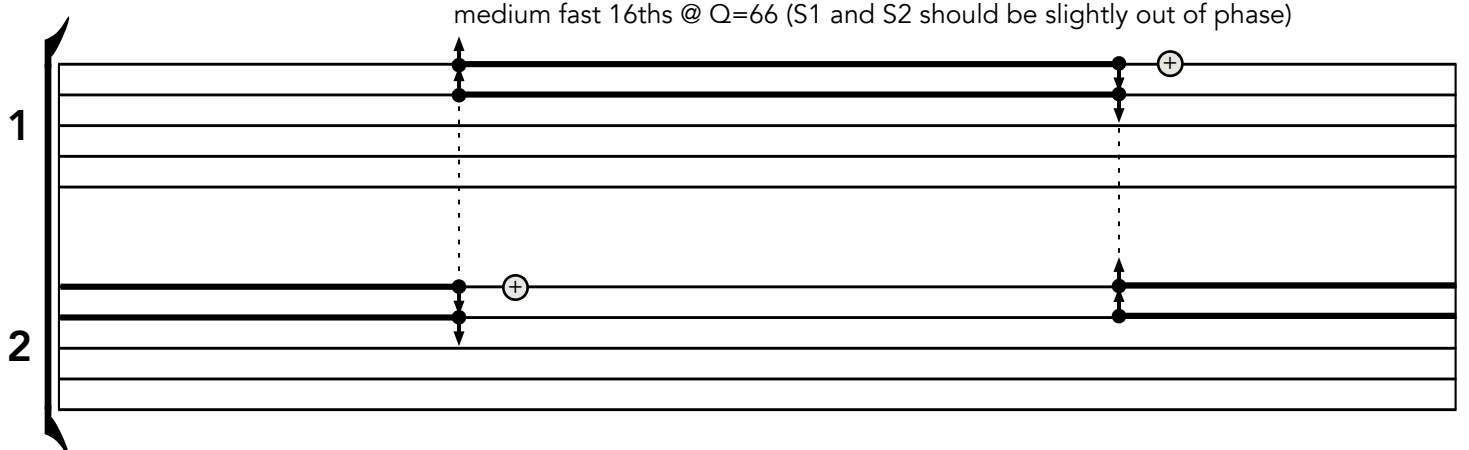 medium fast 16ths @ Q=66 (S1 and S2 should be slightly out of phase)
+
1
+
2